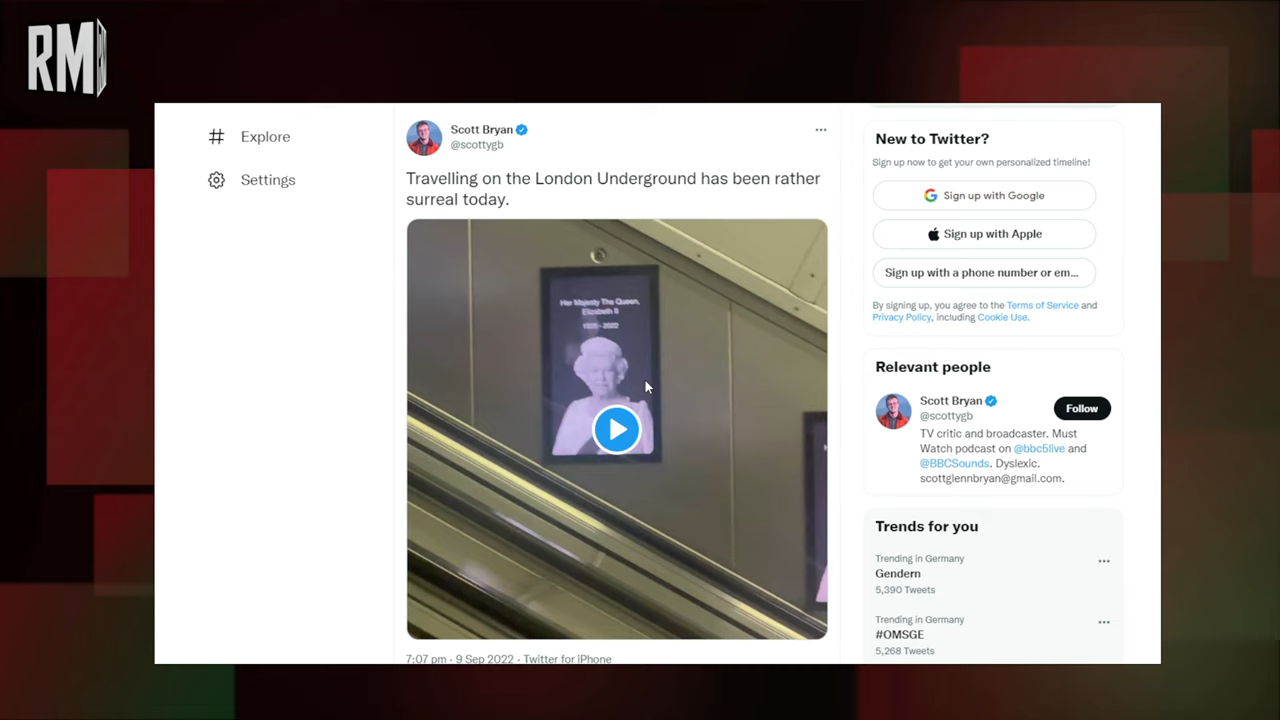 RM
Explore
Settings
Scott Bryan
@scottygb
Travelling on the London Underground has been rather
surreal today.
Her Majesty The Queen,
Elizabeth II
1926 - 2022
7:07 pm · 9 Sep 2022 · Twitter for iPhone
New to Twitter?
Sign up now to get your own personalized timeline!
Sign up with Google
Sign up with Apple
Sign up with a phone number or em...
By signing up, you agree to the Terms of Service and
Privacy Policy, including Cookie Use.
Relevant people
Scott Bryan
@scottygb
Follow
TV critic and broadcaster. Must
Watch podcast on @bbc5live and
@BBCSounds. Dyslexic.
scottglennbryan@gmail.com.
Trends for you
Trending in Germany
Gendern
5,390 Tweets
Trending in Germany
#OMSGE
5,268 Tweets